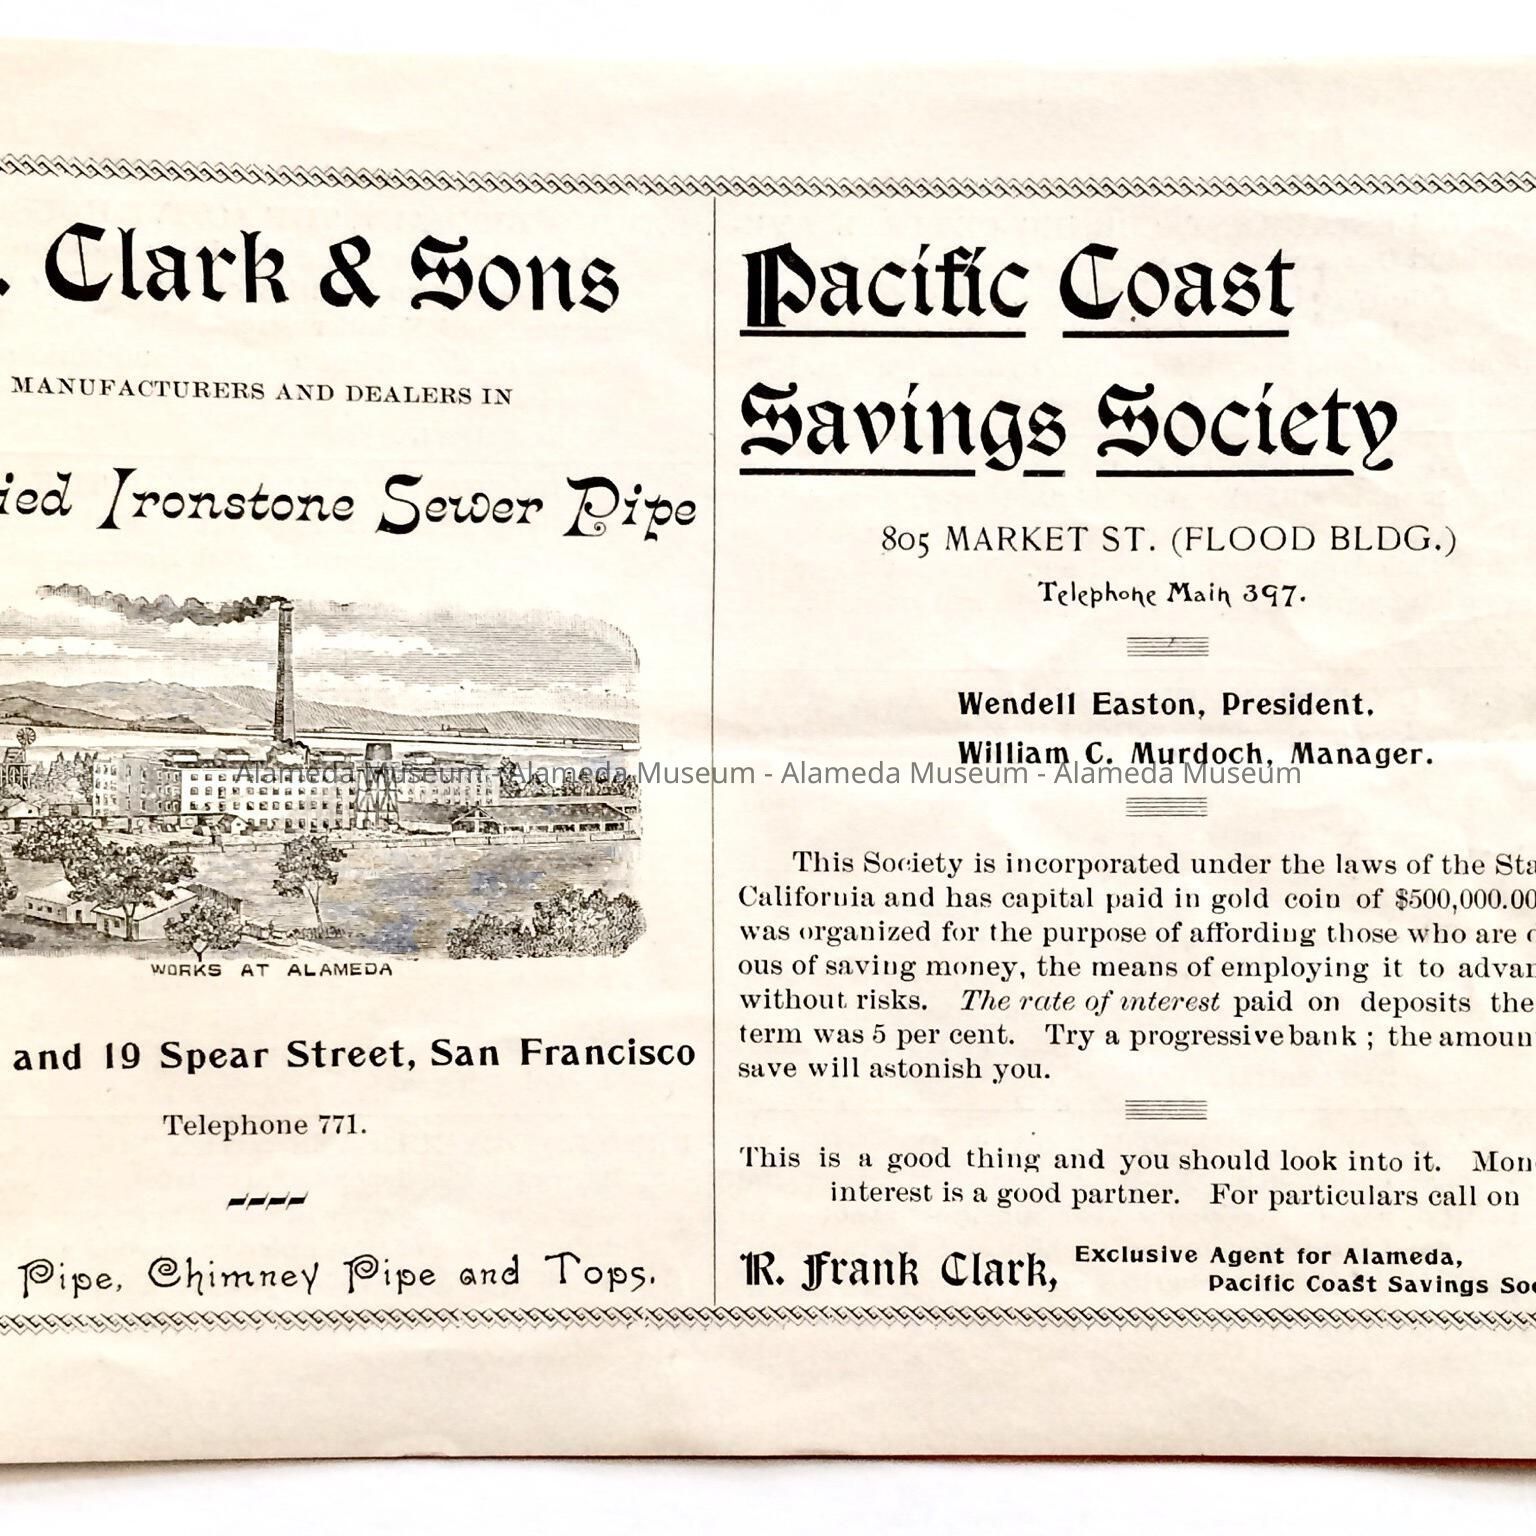 . Clark & Sons
MANUFACTURERS AND DEALERS IN
ied Ironstone Sewer Pipe
WORKS AT ALAMEDA
and 19 Spear Street, San Francisco
Telephone 771.
Pipe, Chimney Pipe and Tops.
Pacific Coast
Savings Society
805 MARKET ST. (FLOOD BLDG.)
Telephone Main 397.
Wendell Easton, President.
William C. Murdoch, Manager.
Alameda Museum - Alameda Museum - Alameda Museum - Alameda Museum
This Society is incorporated under the laws of the Sta
California and has capital paid in gold coin of $500,000.00
was organized for the purpose of affording those who are
ous of saving money, the means of employing it to advan
without risks. The rate of interest paid on deposits the
term was 5 per cent. Try a progressive bank ; the amoun
save will astonish you.
This is a good thing and you should look into it. Mon
interest is a good partner. For particulars call on
R. Frank Clark, Exclusive Agent for Alameda,
Pacific Coast Savings Soc